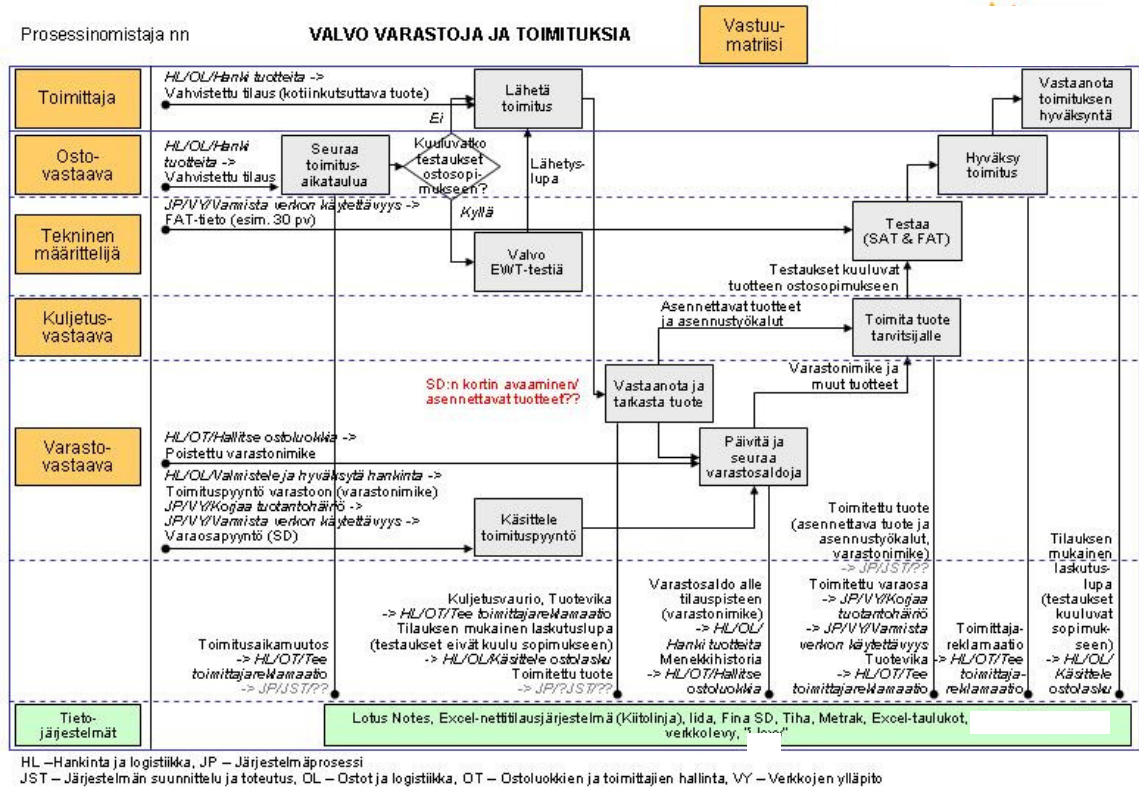 Prosessinomistaja nn
VALVO VARASTOJA JA TOIMITUKSIA
Vastuu-
matriisi
Toimittaja
HL/OL/Hanki tuotteita ->
Vahvistettu tilaus (kotiinkutsuttava tuote)
Ei
Lähetä
toimitus
Vastaanota
toimituksen
hyväksyntä
Osto-
vastaava
HL/OL/Hanki
tuotteita ->
Vahvistettu tilaus
Seuraa
toimitus-
aikataulua
Kuuluvatko
testaukset
ostosopi-
mukseen?
Lähetys-
lupa
Hyväksy
toimitus
Tekninen
määrittelijä
JP/VY/Varmista verkon käytettävyys ->
FAT-tieto (esim. 30 pv)
Kyllä
Valvo
EWT-testiä
Testaa
(SAT & FAT)
Testaukset kuuluvat
tuotteen ostosopimukseen
Kuljetus-
vastaava
Asennettavat tuotteet
ja asennustyökalut
Toimita tuote
tarvitsijalle
Varasto-
vastaava
SD:n kortin avaaminen/
asennettavat tuotteet??
Vastaanota ja
tarkasta tuote
Varastonimike ja
muut tuotteet
HL/OT/Hallitse ostoluokkia ->
Poistettu varastonimike
Päivitä ja
seuraa
varastosaldoja
HL/OL/Valmistele ja hyväksytä hankinta ->
Toimituspyyntö varastoon (varastonimike)
JP/VY/Korjaa tuotantohäiriö ->
JP/VY/Varmista verkon käytettävyys ->
Varaosapyyntö (SD)
Käsittele
toimituspyyntö
Toimitusaikamuutos
-> HL/OT/Tee
toimittajareklamaatio
-> JP/JST/??
Kuljetusvaurio, Tuotevika
-> HL/OT/Tee toimittajareklamaatio
Tilauksen mukainen laskutuslupa
(testaukset eivät kuulu sopimukseen)
-> HL/OL/Käsittele ostolasku
Toimitettu tuote
-> JP/?JST/??
Varastosaldo alle
tilauspisteen
(varastonimike)
-> HL/OL/
Hanki tuotteita
Menekkihistoria
-> HL/OT/Hallitse
ostoluokkia
Toimitettu tuote
(asennettava tuote ja
asennustyökalut,
varastonimike)
-> JP/JST/??
Toimitettu varaosa
-> JP/VY/Korjaa
tuotantohäiriö
-> JP/VY/Varmista
verkon käytettävyys
Tuotevika
-> HL/OT/Tee
toimittajareklamaatio
Toimittaja-
reklamaatio
-> HL/OT/Tee
toimittaja-
reklamaatio
Tilauksen
mukainen
laskutus-
lupa
(testaukset
kuuluvat
sopimuk-
seen)
-> HL/OL/
Käsittele
ostolasku
Tieto-
järjestelmät
Lotus Notes, Excel-nettitilausjärjestelmä (Kiitolinja), Iida, Fina SD, Tiha, Metrak, Excel-taulukot,
verkkolevy,
HL –Hankinta ja logistiikka, JP – Järjestelmäprosessi
JST – Järjestelmän suunnittelu ja toteutus, OL – Ostot ja logistiikka, OT – Ostoluokkien ja toimittajien hallinta, VY – Verkkojen ylläpito